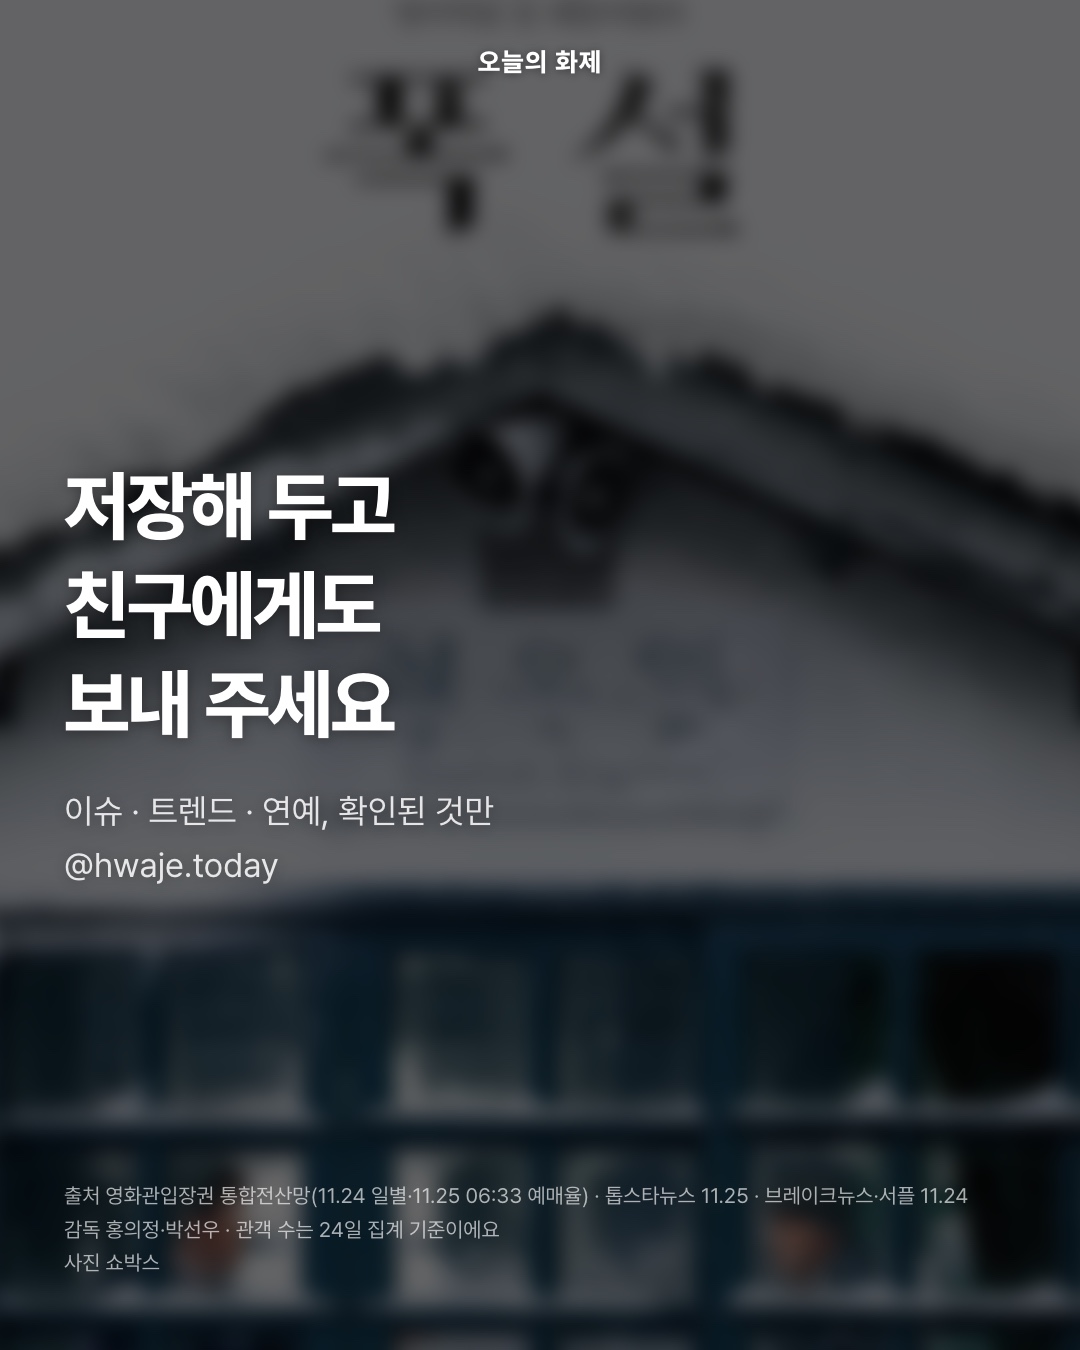 오늘의 화제
폭설
저장해 두고
친구에게도
보내 주세요
이슈 · 트렌드 · 연예, 확인된 것만
@hwaje.today
출처 영화관입장권 통합전산망(11.24 일별·11.25 06:33 예매율) · 톱스타뉴스 11.25 · 브레이크뉴스·서플 11.24
감독 홍의정·박선우 · 관객 수는 24일 집계 기준이에요
사진 쇼박스